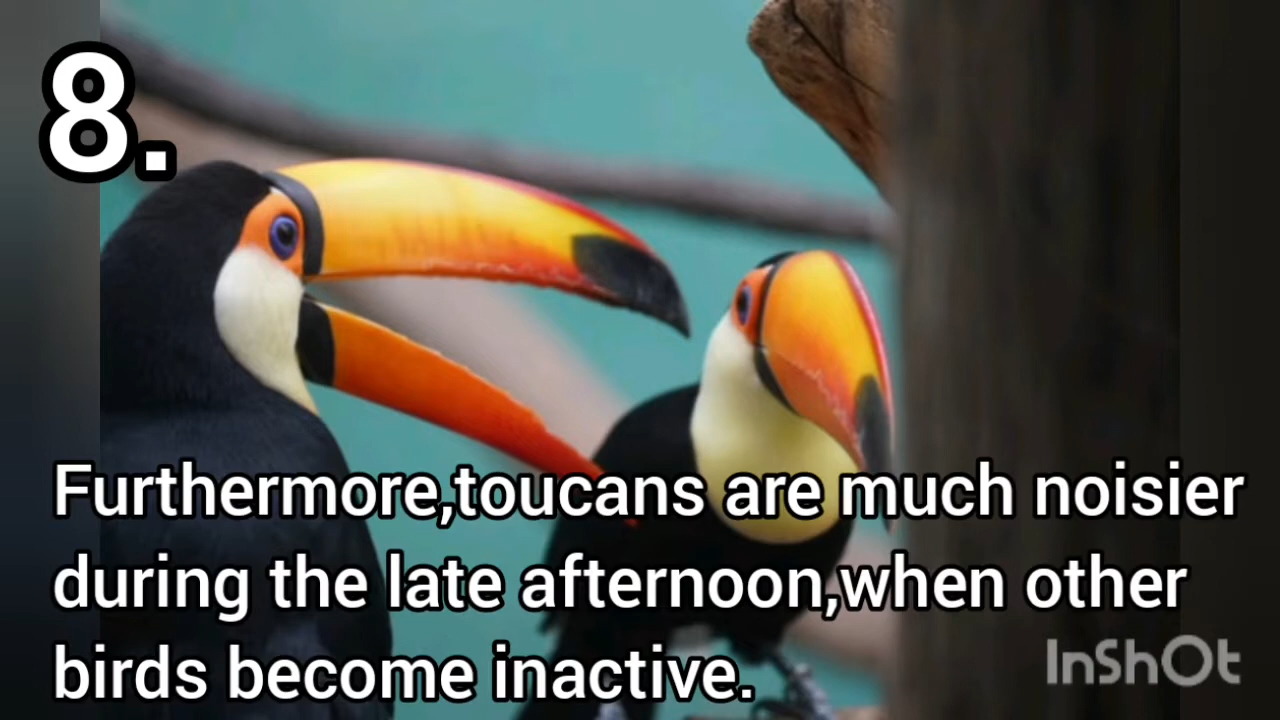 8.
Furthermore,toucans are much noisier
during the late afternoon,when other
birds become inactive.
InShOt